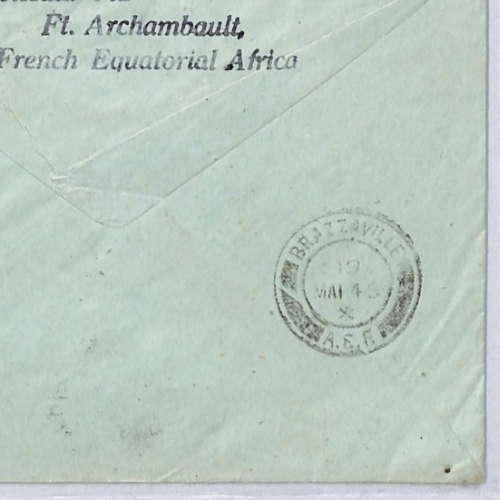 Ft. Archambault,
French Equatorial Africa
BRAZZAVILLE
19
MAI 45
*
A.E.F.